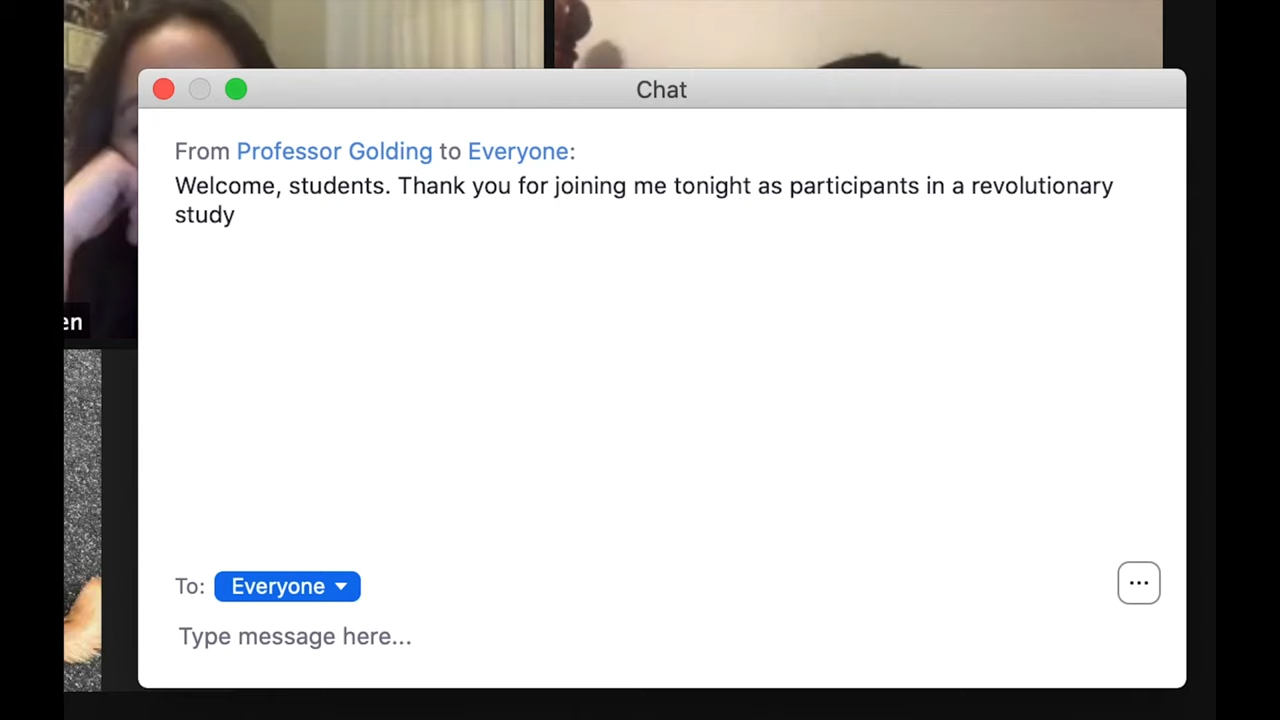 Chat
From Professor Golding to Everyone:
Welcome, students. Thank you for joining me tonight as participants in a revolutionary
study
en
To: Everyone
Type message here...